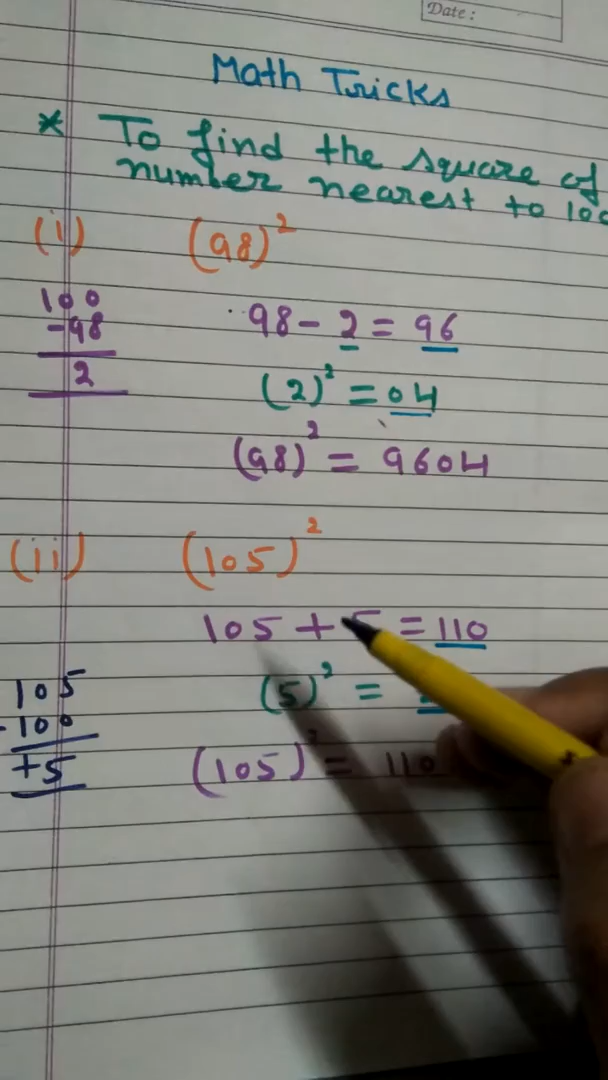 Date :
Math Tricks
* To find the square of
number nearest to
(i) (98)²
100
-98
2
98 - 2 = 96
(2)² = 04
(98)² = 9604
(ii) (105)²
105 + 5 = 110
105
-100
+5
(5)² =
(105)² = 110